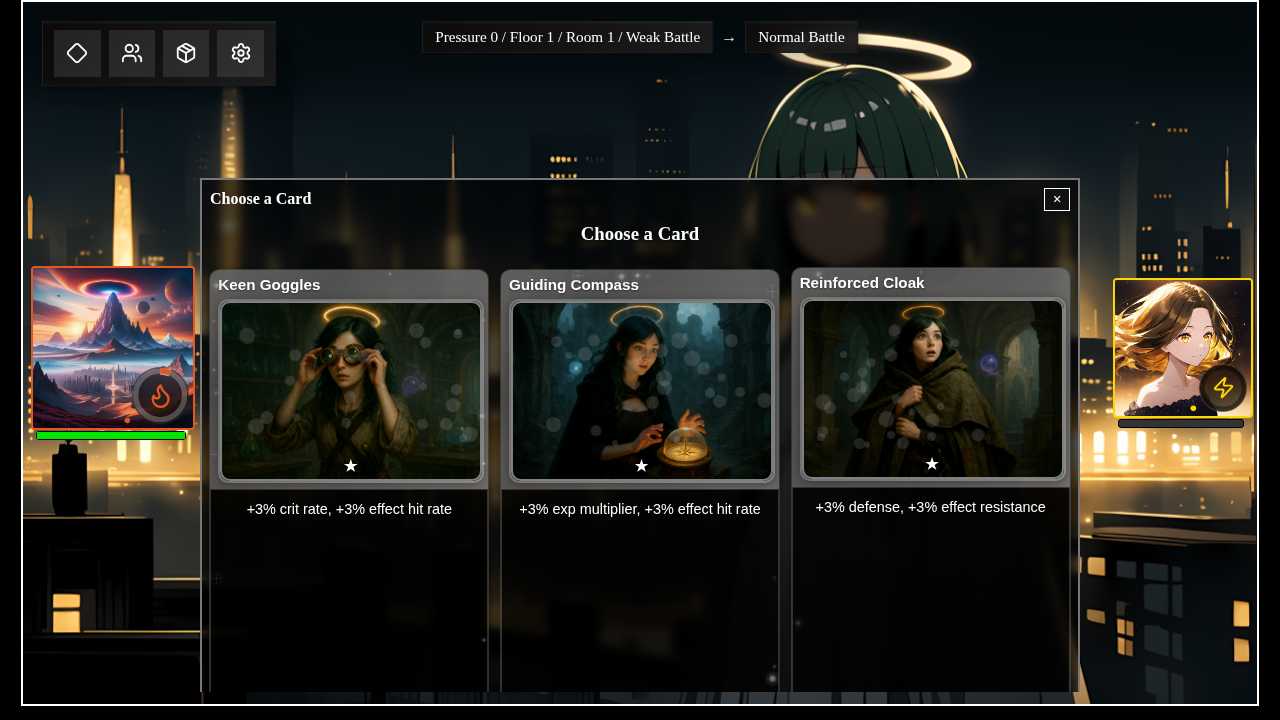 Pressure 0 / Floor 1 / Room 1 / Weak Battle → Normal Battle
Choose a Card ×
Choose a Card
Keen Goggles
Guiding Compass
Reinforced Cloak
+3% crit rate, +3% effect hit rate
+3% exp multiplier, +3% effect hit rate
+3% defense, +3% effect resistance